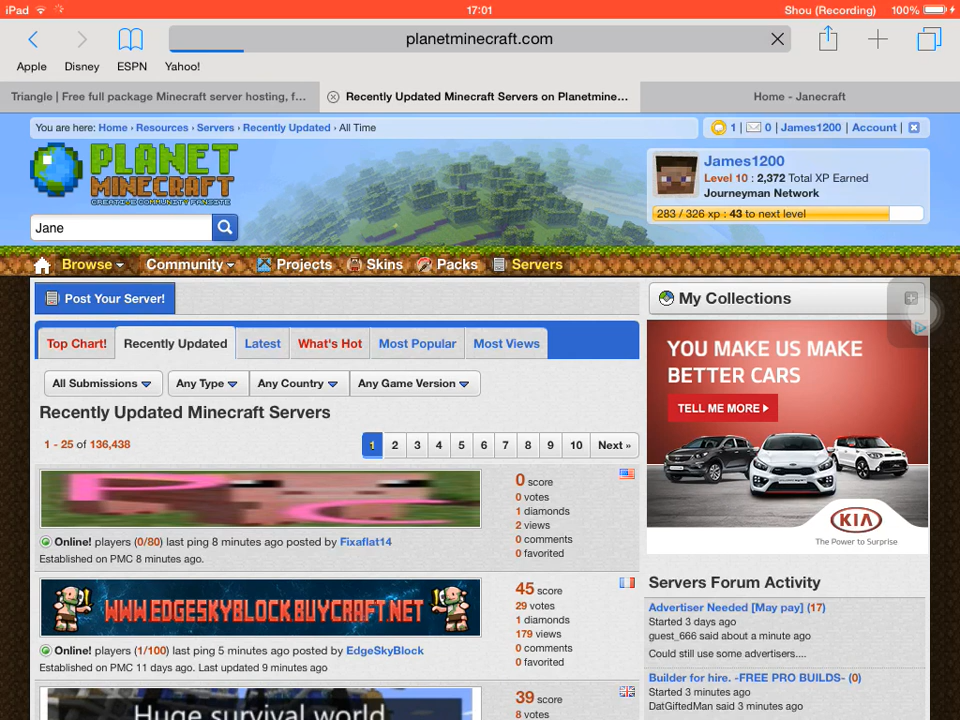 iPad 17:01 Shou (Recording) 100%
planetminecraft.com
Apple Disney ESPN Yahoo!
Triangle | Free full package Minecraft server hosting, f... Recently Updated Minecraft Servers on Planetmine... Home - Janecraft
You are here: Home › Resources › Servers › Recently Updated › All Time
1 | 0 | James1200 | Account |
PLANET
MINECRAFT
CREATIVE COMMUNITY FANSITE
James1200
Level 10 : 2,372 Total XP Earned
Journeyman Network
283 / 326 xp : 43 to next level
Jane
Browse Community Projects Skins Packs Servers
Post Your Server!
Top Chart! Recently Updated Latest What's Hot Most Popular Most Views
All Submissions Any Type Any Country Any Game Version
Recently Updated Minecraft Servers
1 - 25 of 136,438
1 2 3 4 5 6 7 8 9 10 Next »
0 score
0 votes
1 diamonds
2 views
0 comments
0 favorited
Online! players (0/80) last ping 8 minutes ago posted by Fixaflat14
Established on PMC 8 minutes ago.
WWW.EDGESKYBLOCK.BUYCRAFT.NET
45 score
29 votes
1 diamonds
179 views
0 comments
0 favorited
Online! players (1/100) last ping 5 minutes ago by EdgeSkyBlock
Established on PMC 11 days ago. Last updated 9 minutes ago
Huge survival world
39 score
8 votes
My Collections
YOU MAKE US MAKE
BETTER CARS
TELL ME MORE
KIA
The Power to Surprise
Servers Forum Activity
Advertiser Needed [May pay] (17)
Started 3 days ago
guest_666 said about a minute ago
Could still use some advertisers....
Builder for hire. -FREE PRO BUILDS- (0)
Started 3 minutes ago
DatGiftedMan said 3 minutes ago